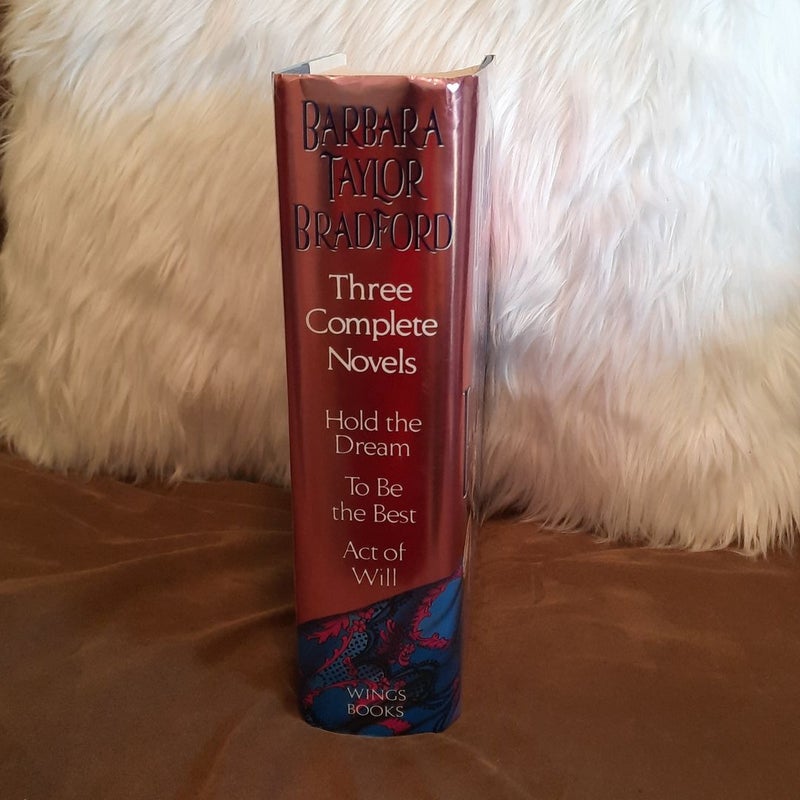 BARBARA
TAYLOR
BRADFORD
Three
Complete
Novels
Hold the
Dream
To Be
the Best
Act of
Will
WINGS
BOOKS